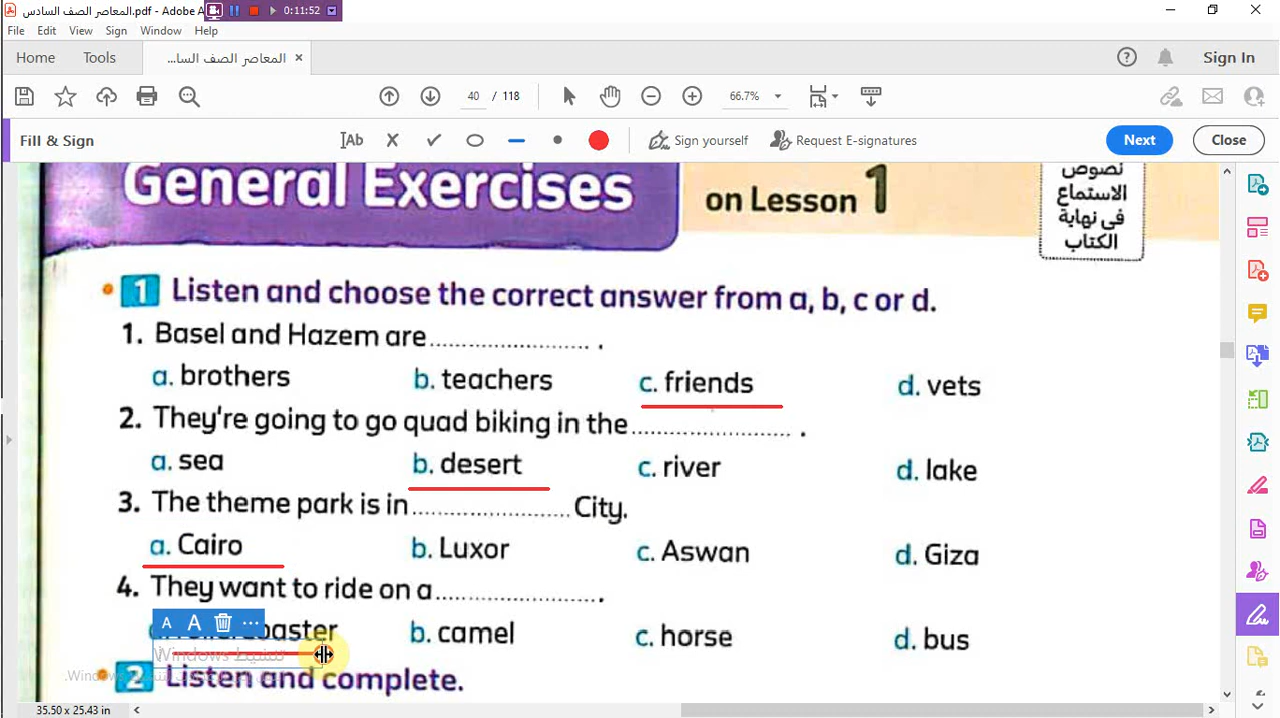 المعاصر الصف السادس.pdf - Adobe A
0:11:52
File Edit View Sign Window Help
Home Tools المعاصر الصف السا... ×
Sign In
40 / 118 66.7%
Fill & Sign Ab Sign yourself Request E-signatures Next Close
General Exercises on Lesson 1
نصوص
الاستماع
فى نهاية
الكتاب
1 Listen and choose the correct answer from a, b, c or d.
1. Basel and Hazem are ........................ .
a. brothers b. teachers c. friends d. vets
2. They're going to go quad biking in the ........................ .
a. sea b. desert c. river d. lake
3. The theme park is in ........................ City.
a. Cairo b. Luxor c. Aswan d. Giza
4. They want to ride on a ........................ .
A A ...
coaster b. camel c. horse d. bus
تنشيط Windows
2 Listen and complete.
35.50 x 25.43 in